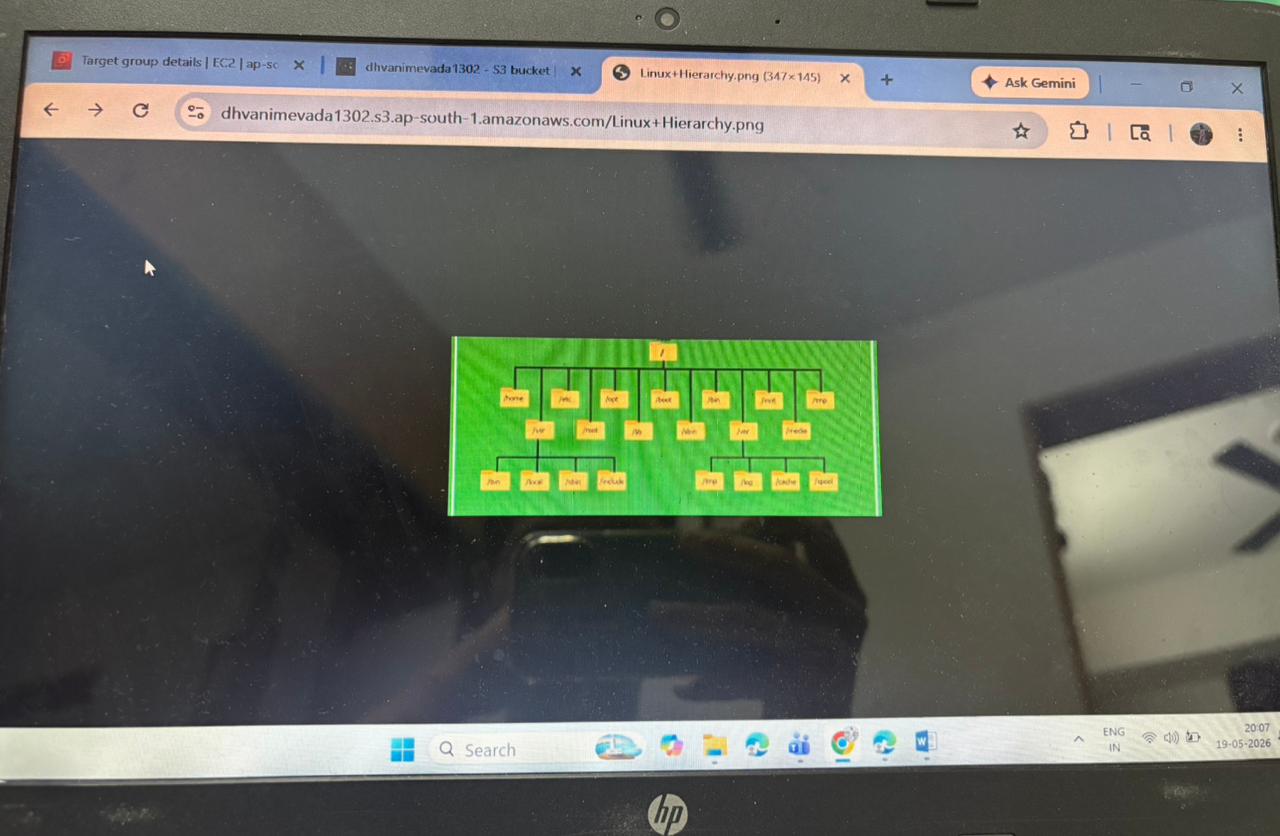 Target group details | EC2 | ap-sc
dhvanimevada1302 - S3 bucket
Linux+Hierarchy.png (347×145)
Ask Gemini
dhvanimevada1302.s3.ap-south-1.amazonaws.com/Linux+Hierarchy.png
/
/home /etc /opt /boot /bin /tmp
/usr /root /lib /sbin /var /media
/bin /local /sbin /include /tmp /log /cache /spool
Search
ENG
IN
20:07
19-05-2026
hp